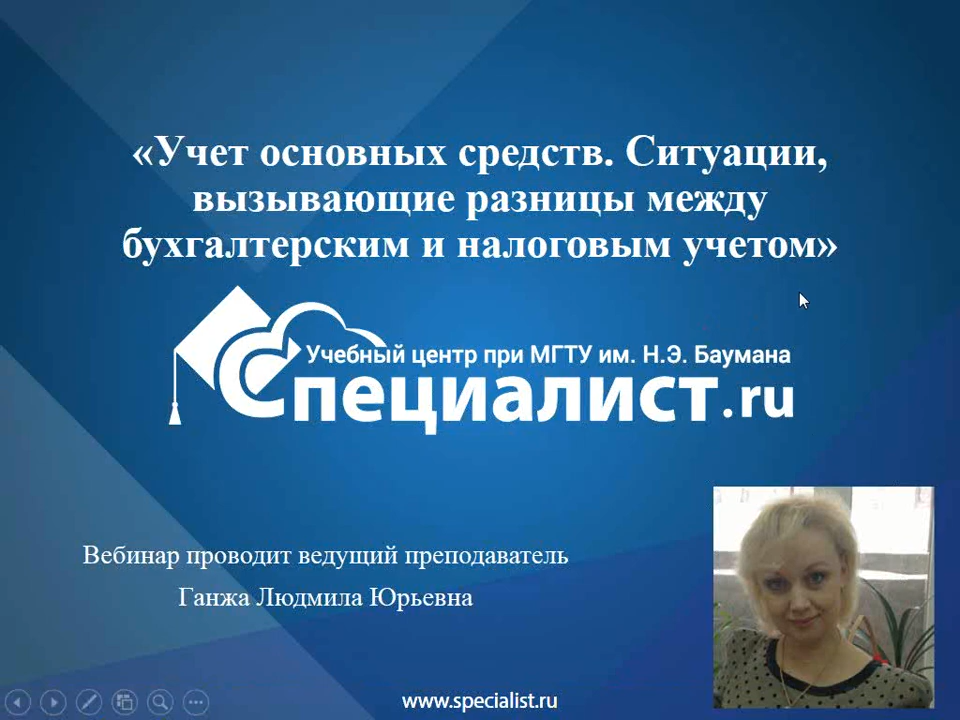 «Учет основных средств. Ситуации,
вызывающие разницы между
бухгалтерским и налоговым учетом»
Учебный центр при МГТУ им. Н.Э. Баумана
Специалист.ru
Вебинар проводит ведущий преподаватель
Ганжа Людмила Юрьевна
www.specialist.ru